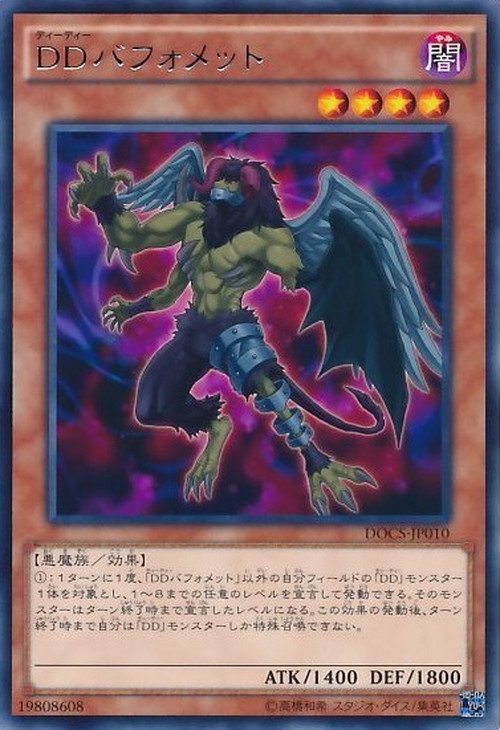 ディーディー
DDバフォメット
やみ
闇
DOCS-JP010
【悪魔族/効果】
①:1ターンに1度、「DDバフォメット」以外の自分フィールドの「DD」モンスター
1体を対象とし、1~8までの任意のレベルを宣言して発動できる。そのモ
ンスターはターン終了時まで宣言したレベルになる。この効果の発動後、ターン
終了時まで自分は「DD」モンスターしか特殊召喚できない。
ATK/1400 DEF/1800
19808608
©高橋和希 スタジオ・ダイス/集英社